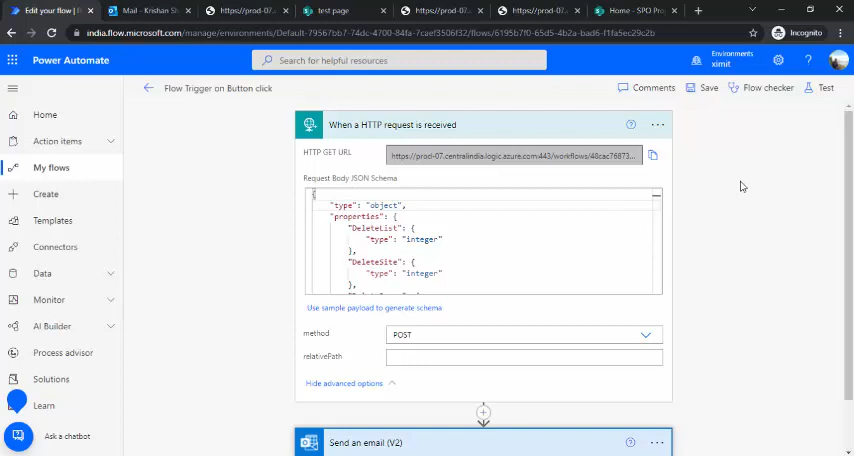 Edit your flow | P
Mail - Krishan Sh
https://prod-07.
test page
https://prod-07.
https://prod-07.
Home - SPO Pr
Incognito
india.flow.microsoft.com/manage/environments/Default-79567bb7-74dc-4700-84fa-7caef3506f32/flows/6195b7f0-65d5-4b2a-bad6-f1fa5ec29c2b
Power Automate
Search for helpful resources
Environments
ximit
Flow Trigger on Button click
Comments
Save
Flow checker
Test
Home
Action items
My flows
Create
Templates
Connectors
Data
Monitor
AI Builder
Process advisor
Solutions
Learn
Ask a chatbot
When a HTTP request is received
HTTP GET URL
https://prod-07.centralindia.logic.azure.com:443/workflows/48cac76873...
Request Body JSON Schema
{
"type": "object",
"properties": {
"DeleteList": {
"type": "integer"
},
"DeleteSite": {
"type": "integer"
},
Use sample payload to generate schema
method
POST
relativePath
Hide advanced options
Send an email (V2)